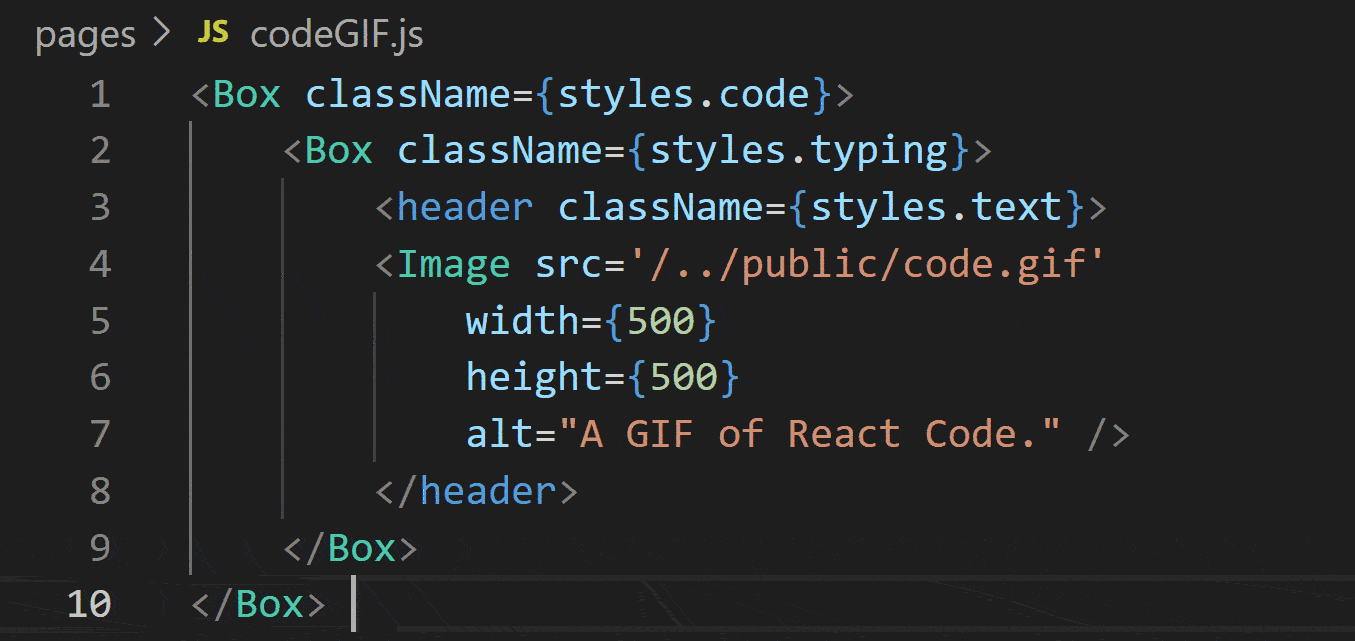 pages > JS codeGIF.js
1 <Box className={styles.code}>
2     <Box className={styles.typing}>
3         <header className={styles.text}>
4         <Image src='/../public/code.gif'
5             width={500}
6             height={500}
7             alt="A GIF of React Code." />
8         </header>
9     </Box>
10 </Box>